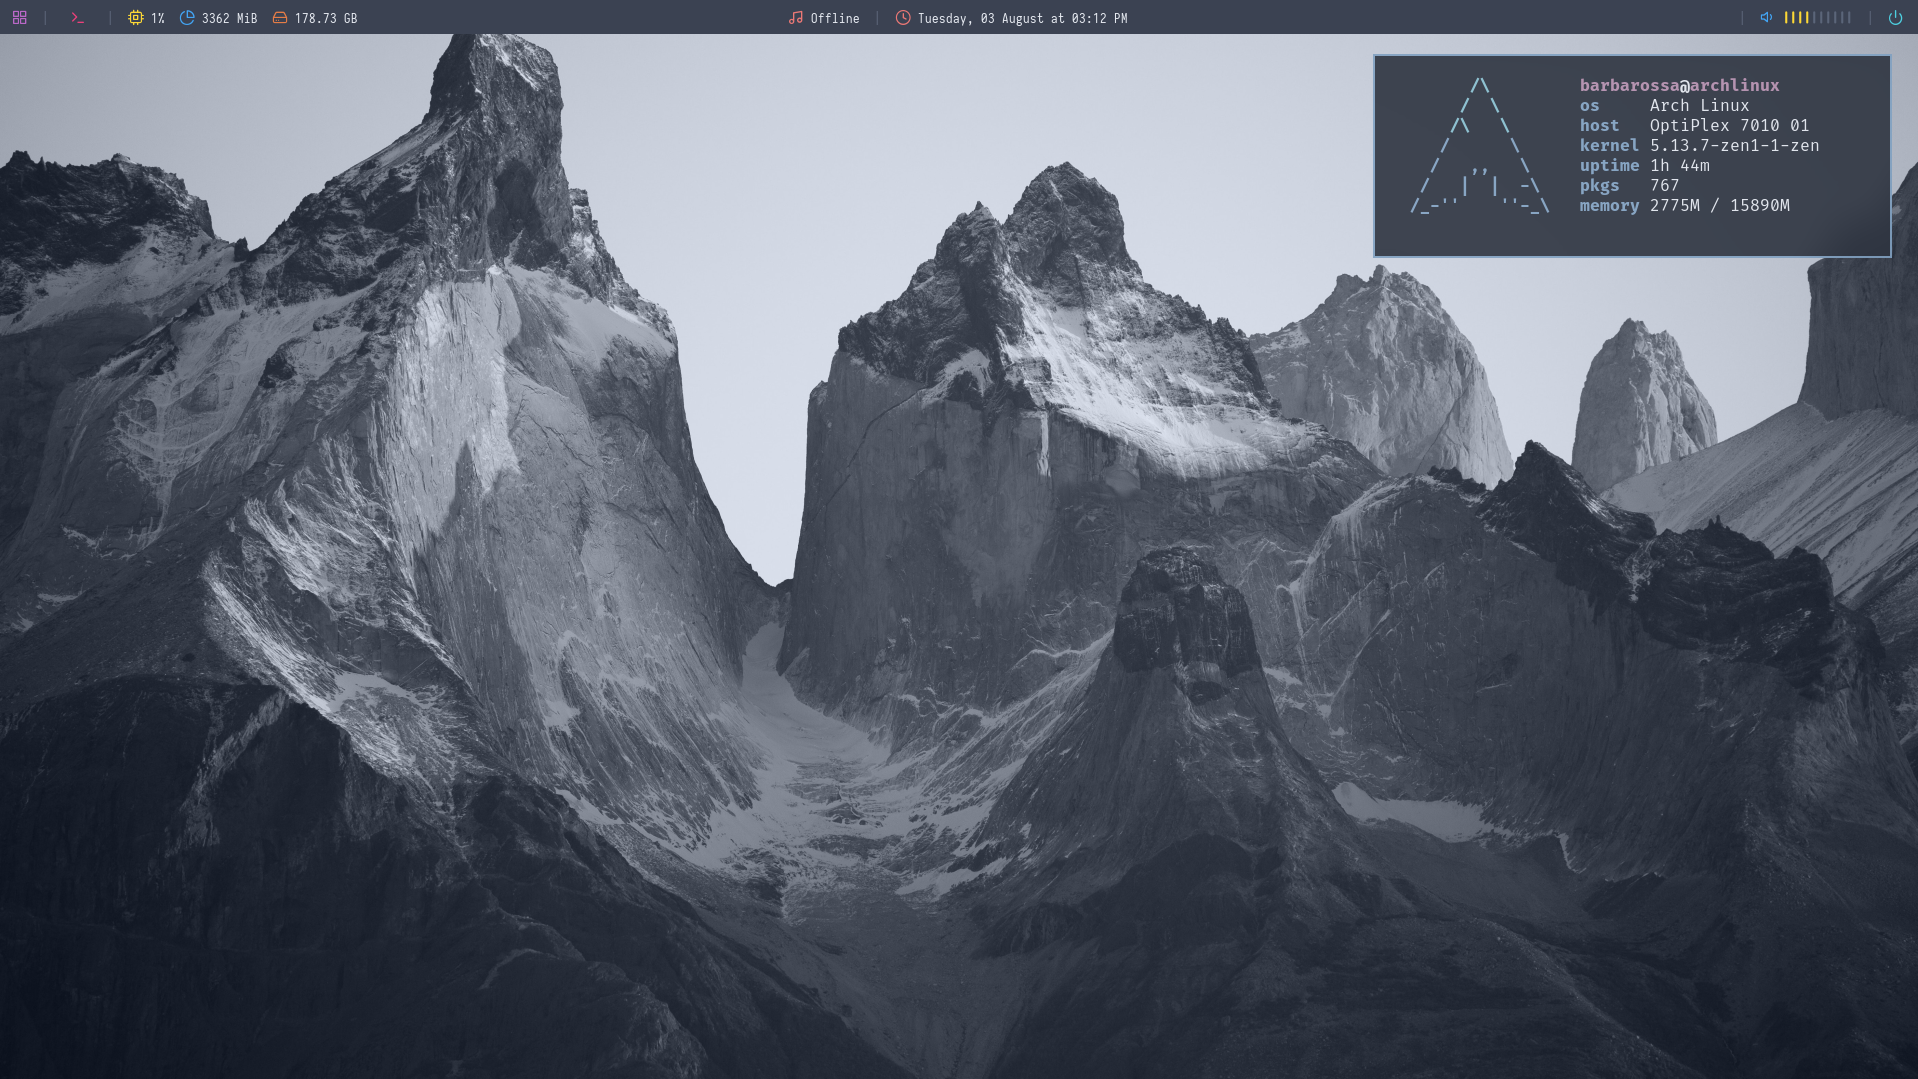 1% 3362 MiB 178.73 GB Offline Tuesday, 03 August at 03:12 PM
barbarossa@archlinux
os Arch Linux
host OptiPlex 7010 01
kernel 5.13.7-zen1-1-zen
uptime 1h 44m
pkgs 767
memory 2775M / 15890M